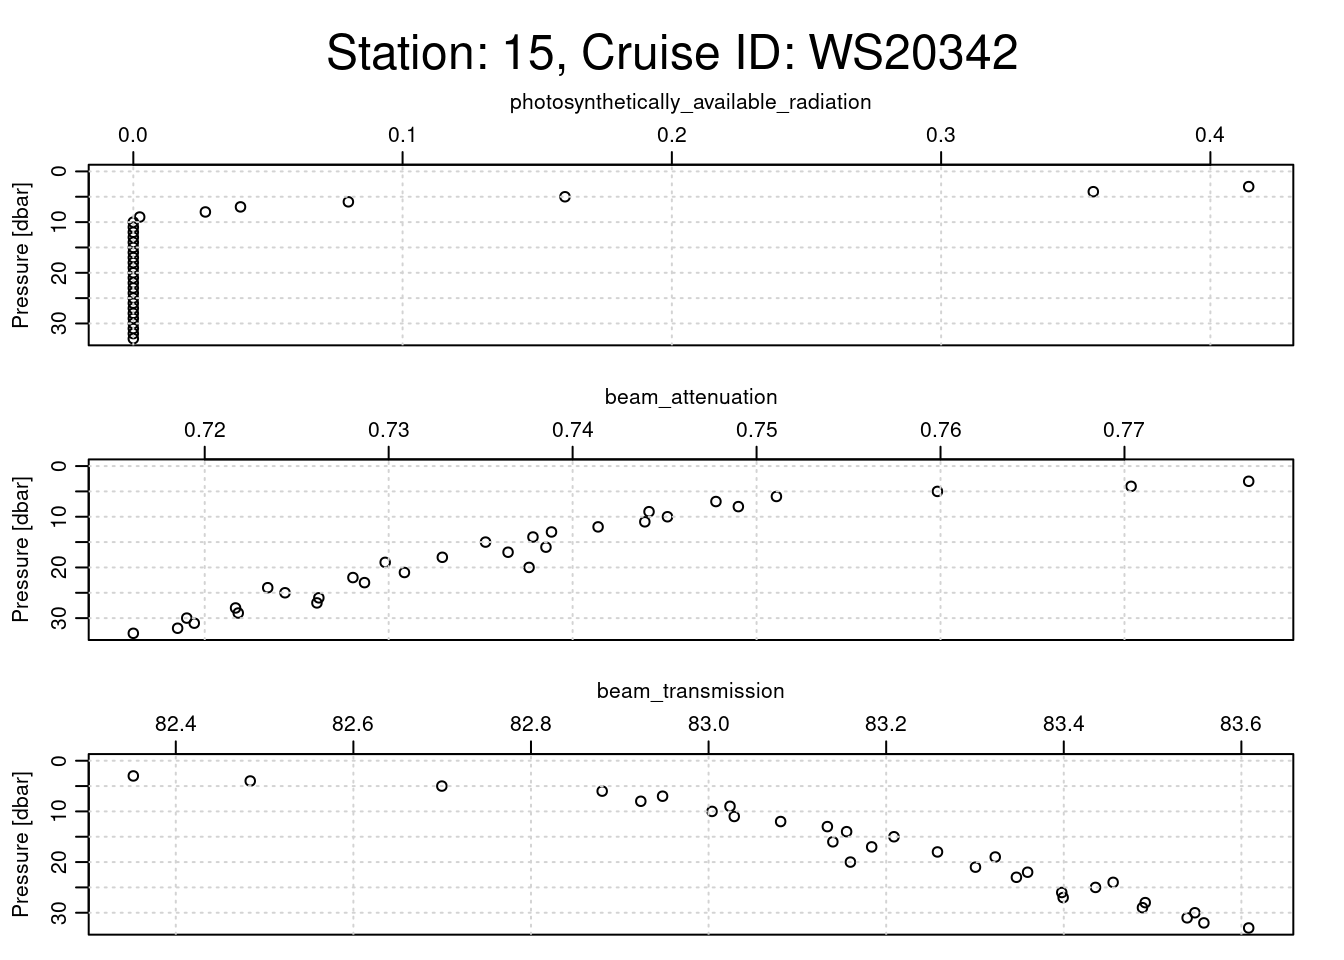 Station: 15, Cruise ID: WS20342
photosynthetically_available_radiation
0.0 0.1 0.2 0.3 0.4
Pressure [dbar]
0
10
20
30
beam_attenuation
0.72 0.73 0.74 0.75 0.76 0.77
Pressure [dbar]
0
10
20
30
beam_transmission
82.4 82.6 82.8 83.0 83.2 83.4 83.6
Pressure [dbar]
0
10
20
30